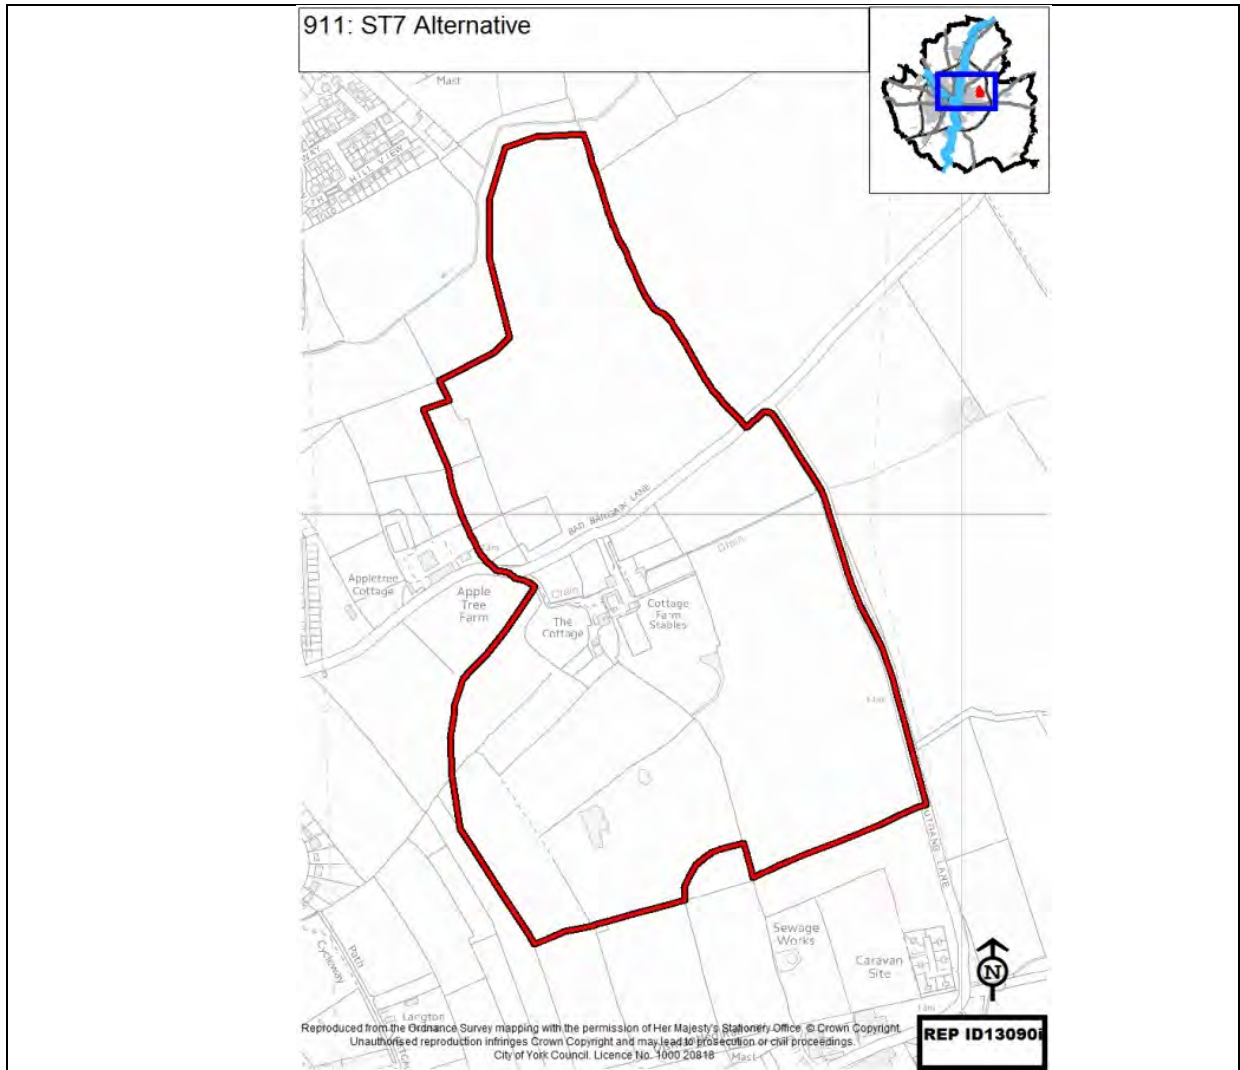 911: ST7 Alternative
Mast
HILL VIEW
BAD BARGAIN LANE
Drain
Appletree
Cottage
Apple
Tree
Farm
Drain
The
Cottage
Cottage
Farm
Stables
LANE
Sewage
Works
Caravan
Site
Path
Cycleway
Langton
N
Reproduced from the Ordnance Survey mapping with the permission of Her Majesty's Stationery Office. © Crown Copyright.
Unauthorised reproduction infringes Crown Copyright and may lead to prosecution or civil proceedings.
City of York Council. Licence No. 1000 20818
Mast
REP ID13090i